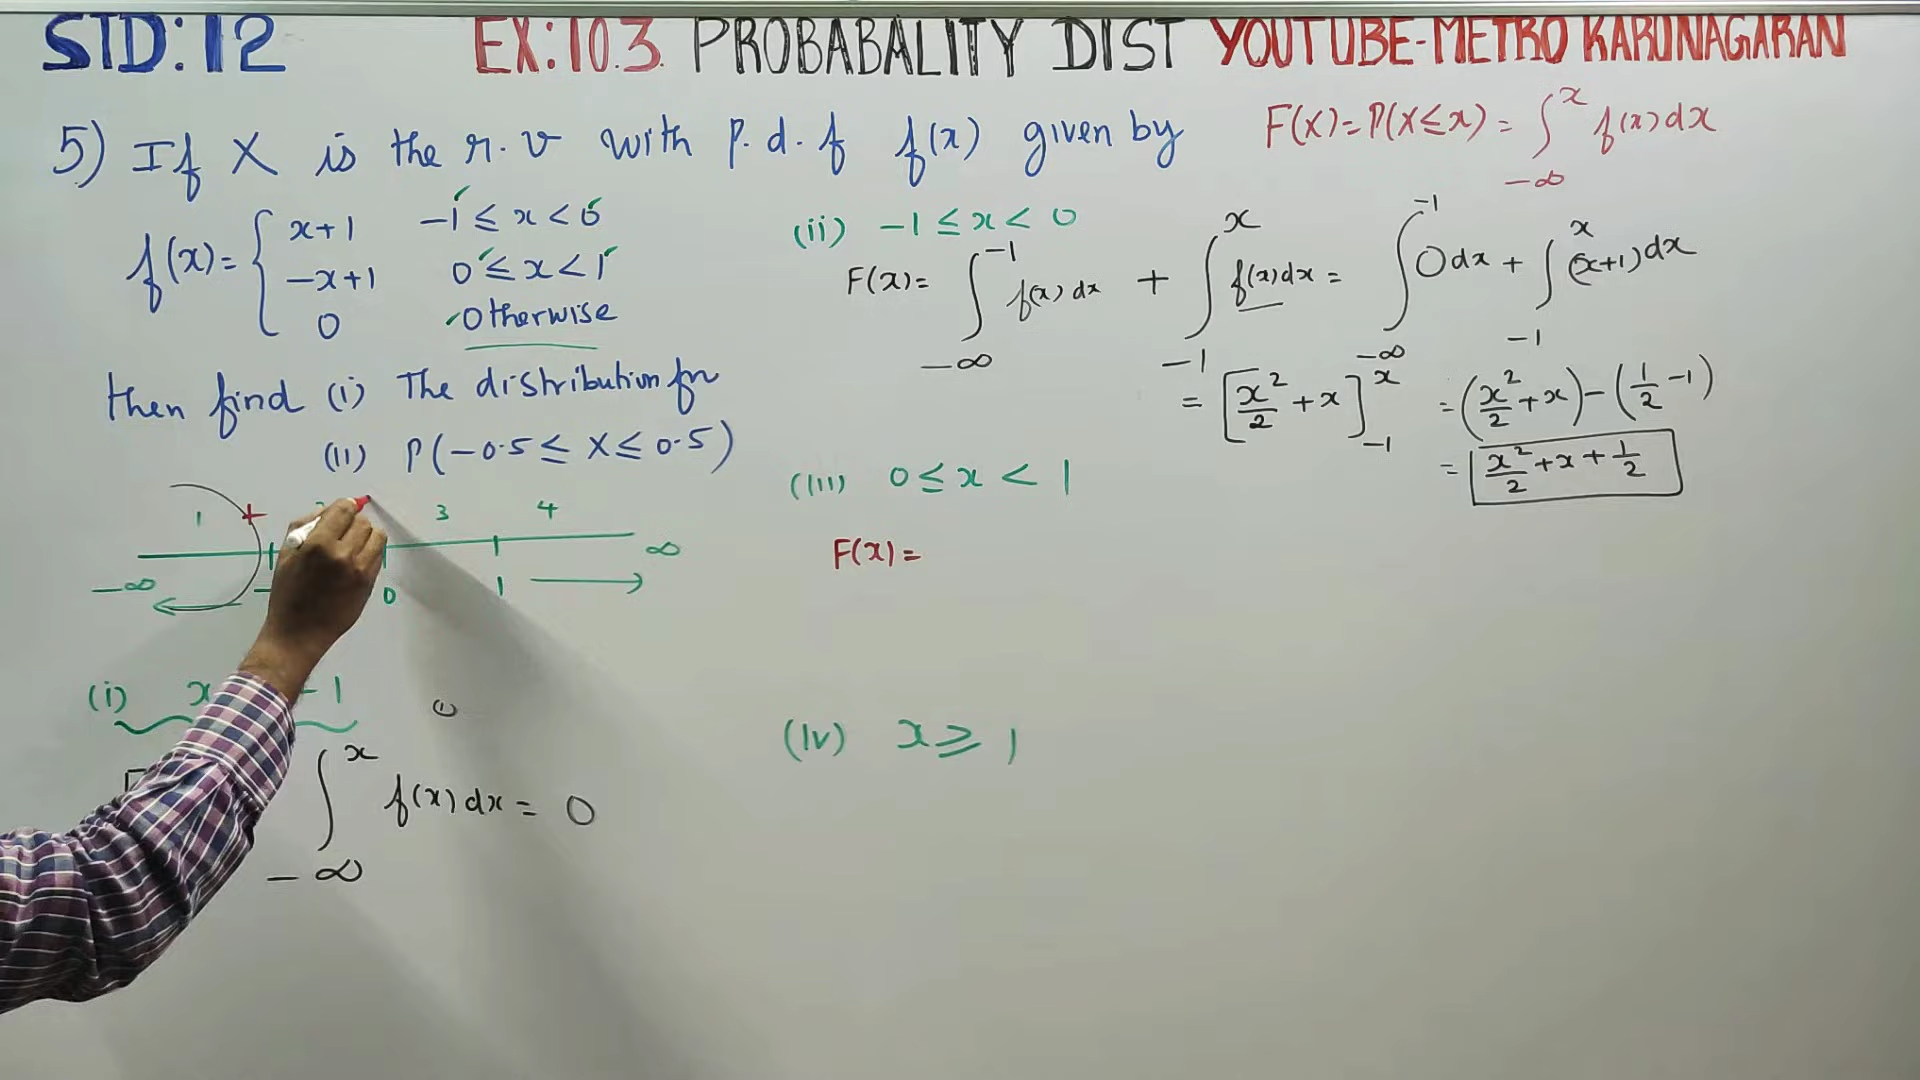 STD:12 EX:10.3 PROBABALITY DIST YOUTUBE-METRO KARUNAGARAN
5) If X is the r.v with p.d.f f(x) given by
F(x)=P(X≤x) = ∫_{-∞}^{x} f(x)dx
f(x)= { x+1 -1 ≤ x < 0
-x+1 0 ≤ x < 1
0 Otherwise
then find (i) The distribution fn
(ii) P(-0.5 ≤ X ≤ 0.5)
1 3 4
-∞ 0 1 ∞
(i) x -1
∫_{-∞}^{x} f(x)dx = 0
(ii) -1 ≤ x < 0
F(x)= ∫_{-∞}^{-1} f(x)dx + ∫_{-1}^{x} f(x)dx = ∫_{-∞}^{-1} 0dx + ∫_{-1}^{x} (x+1)dx
= [x²/2 + x]_{-1}^{x} = (x²/2 + x) - (1/2 - 1)
= x²/2 + x + 1/2
(iii) 0 ≤ x < 1
F(x) =
(iv) x ≥ 1